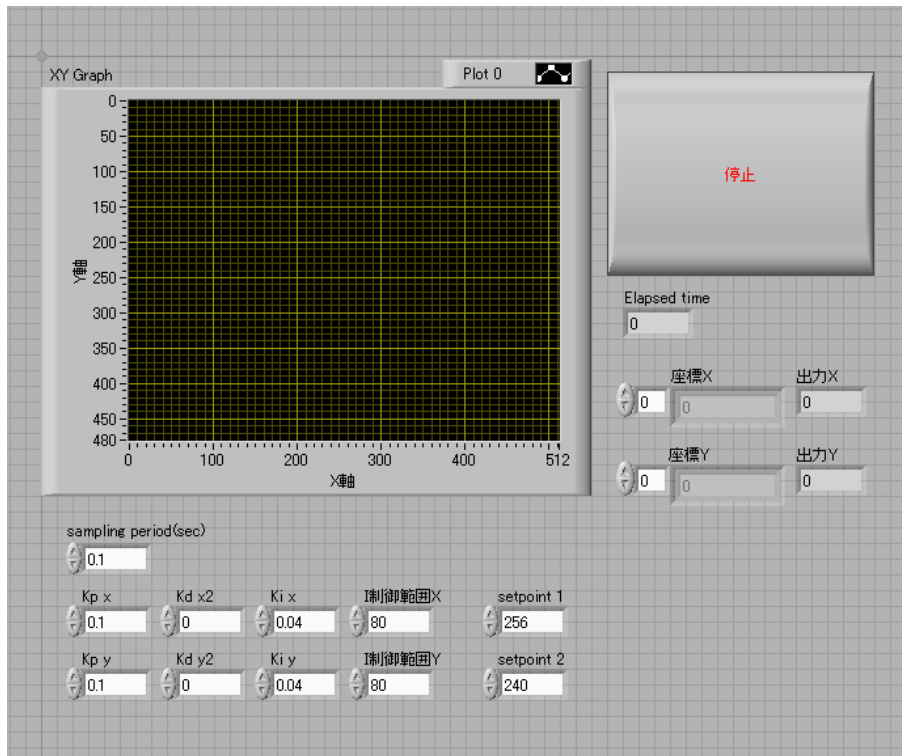 XY Graph
Plot 0
0
50
100
150
200
250
300
350
400
450
480
Y軸
0 100 200 300 400 512
X軸
停止
Elapsed time
0
座標X 出力X
0 0 0
座標Y 出力Y
0 0 0
sampling period(sec)
0.1
Kp x Kd x2 Ki x I制御範囲X setpoint 1
0.1 0 0.04 80 256
Kp y Kd y2 Ki y I制御範囲Y setpoint 2
0.1 0 0.04 80 240